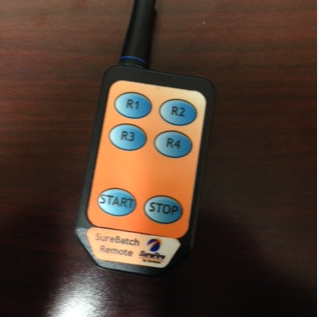 R1 R2
R3 R4
START STOP
SureBatch
Remote